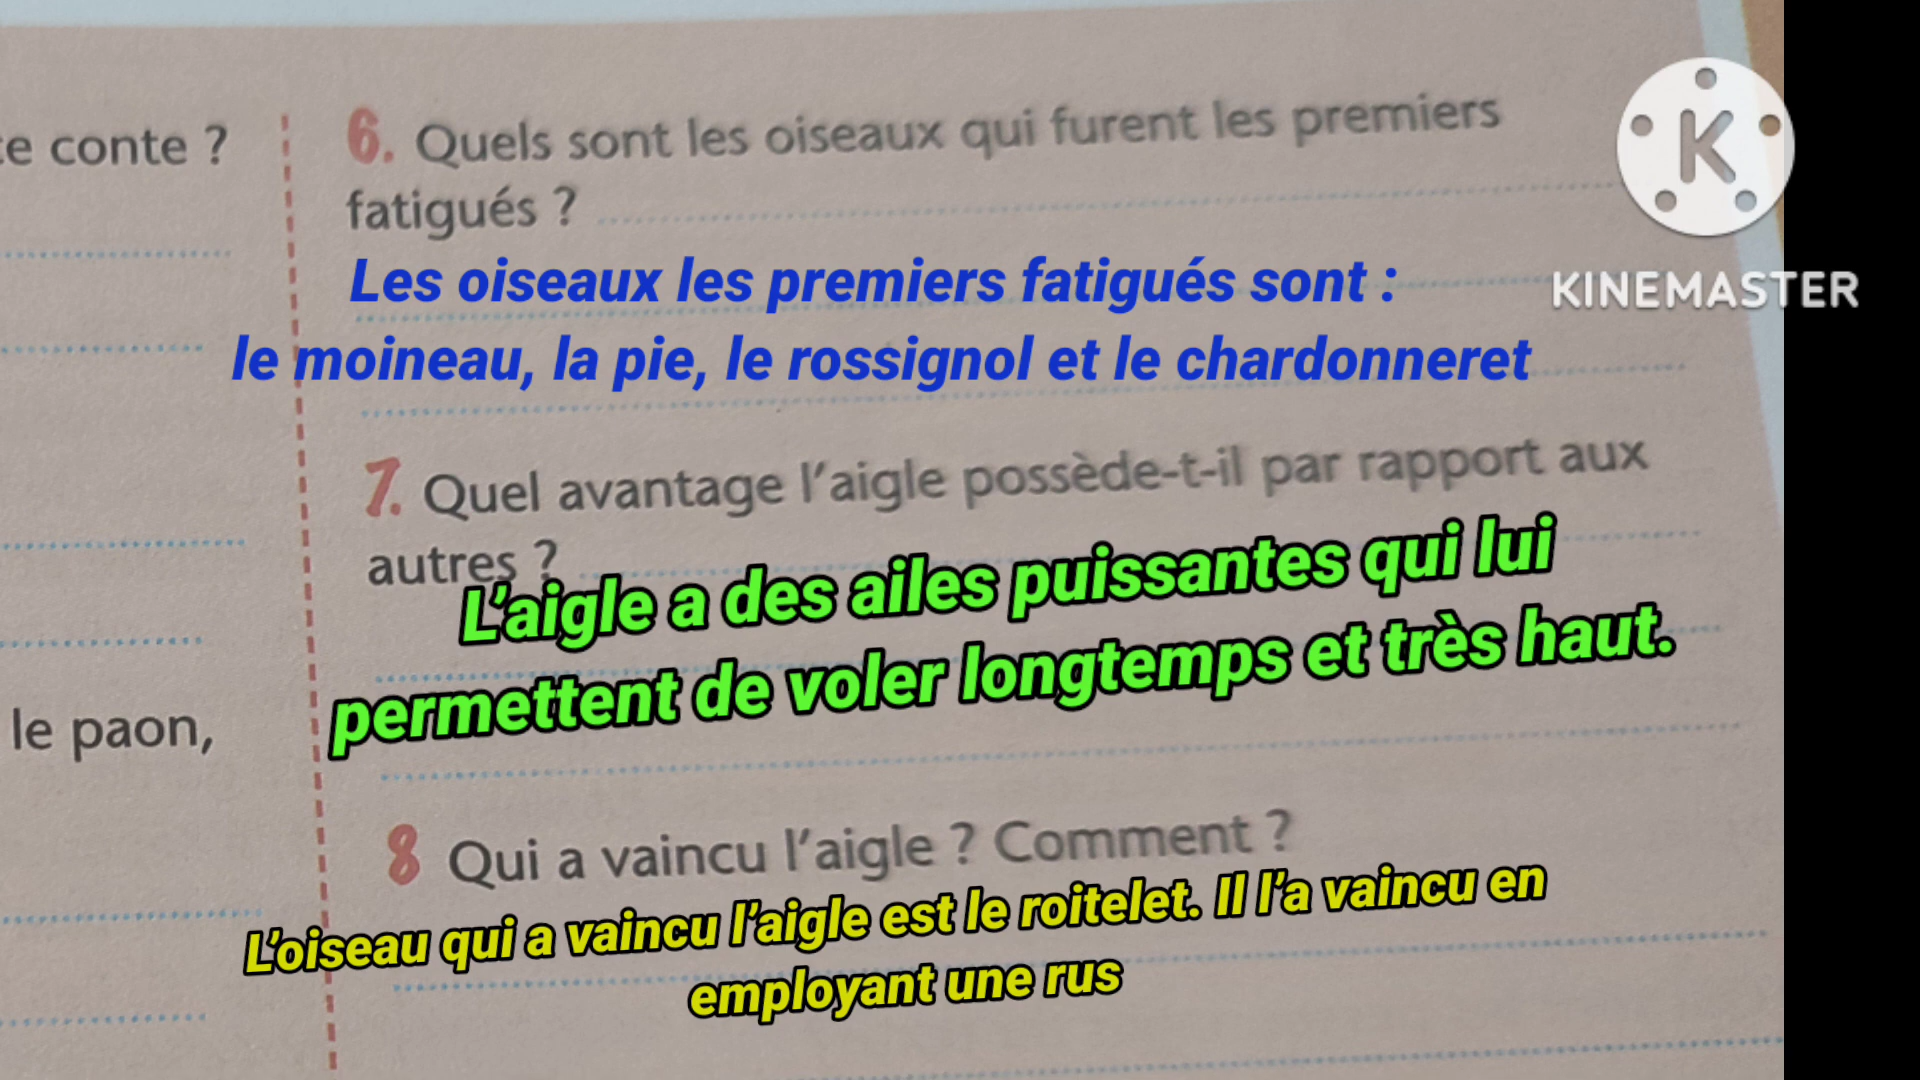 e conte ?
le paon,
6. Quels sont les oiseaux qui furent les premiers
fatigués ?
Les oiseaux les premiers fatigués sont :
le moineau, la pie, le rossignol et le chardonneret
7. Quel avantage l'aigle possède-t-il par rapport aux
autres ?
L'aigle a des ailes puissantes qui lui
permettent de voler longtemps et très haut.
8 Qui a vaincu l'aigle ? Comment ?
L'oiseau qui a vaincu l'aigle est le roitelet. Il l'a vaincu en
employant une rus
K
KINEMASTER